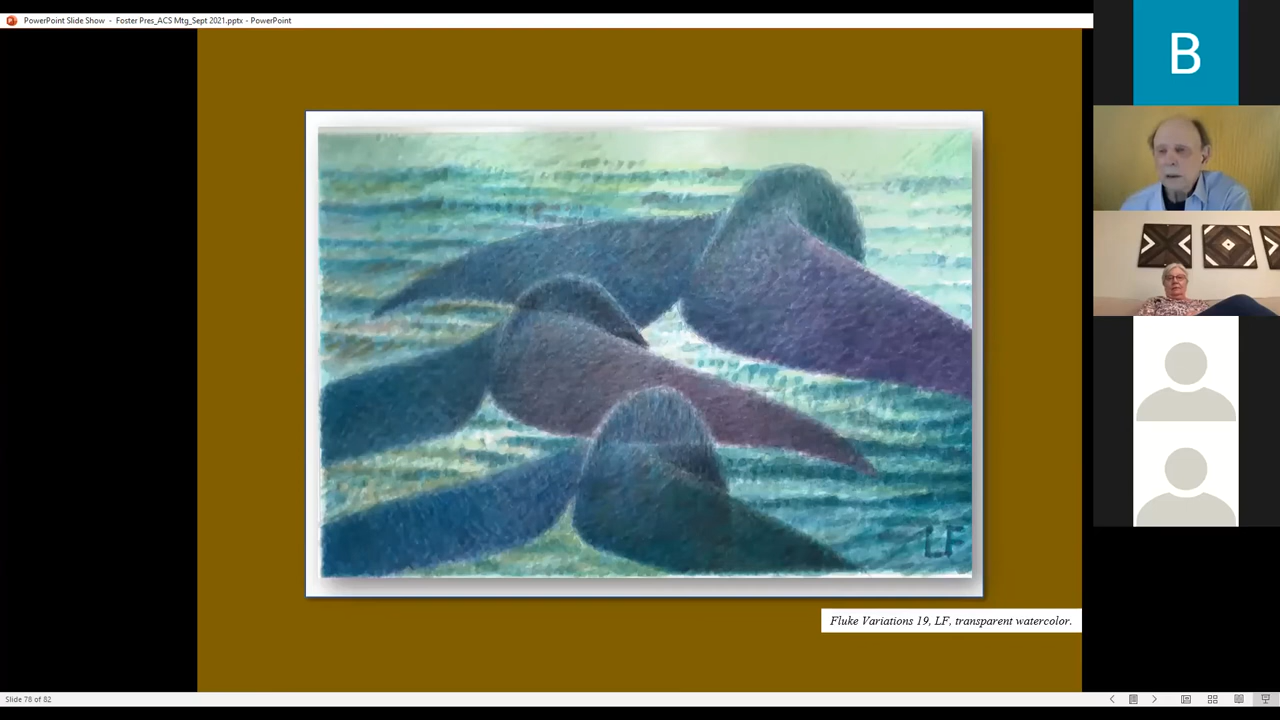 PowerPoint Slide Show - Foster Pres_ACS Mtg_Sept 2021.pptx - PowerPoint
B
LF
Fluke Variations 19, LF, transparent watercolor.
Slide 78 of 82